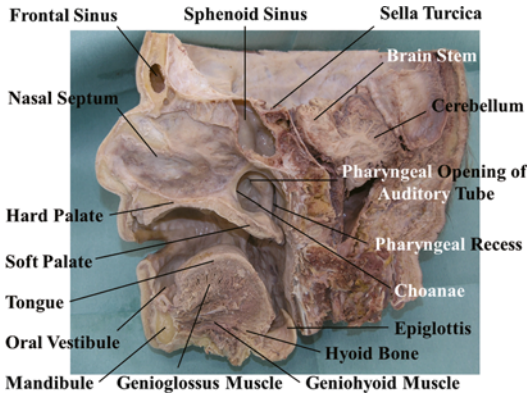 Frontal Sinus
Sphenoid Sinus
Sella Turcica
Brain Stem
Nasal Septum
Cerebellum
Pharyngeal Opening of
Auditory Tube
Hard Palate
Pharyngeal Recess
Soft Palate
Choanae
Tongue
Epiglottis
Oral Vestibule
Hyoid Bone
Mandibule
Genioglossus Muscle
Geniohyoid Muscle